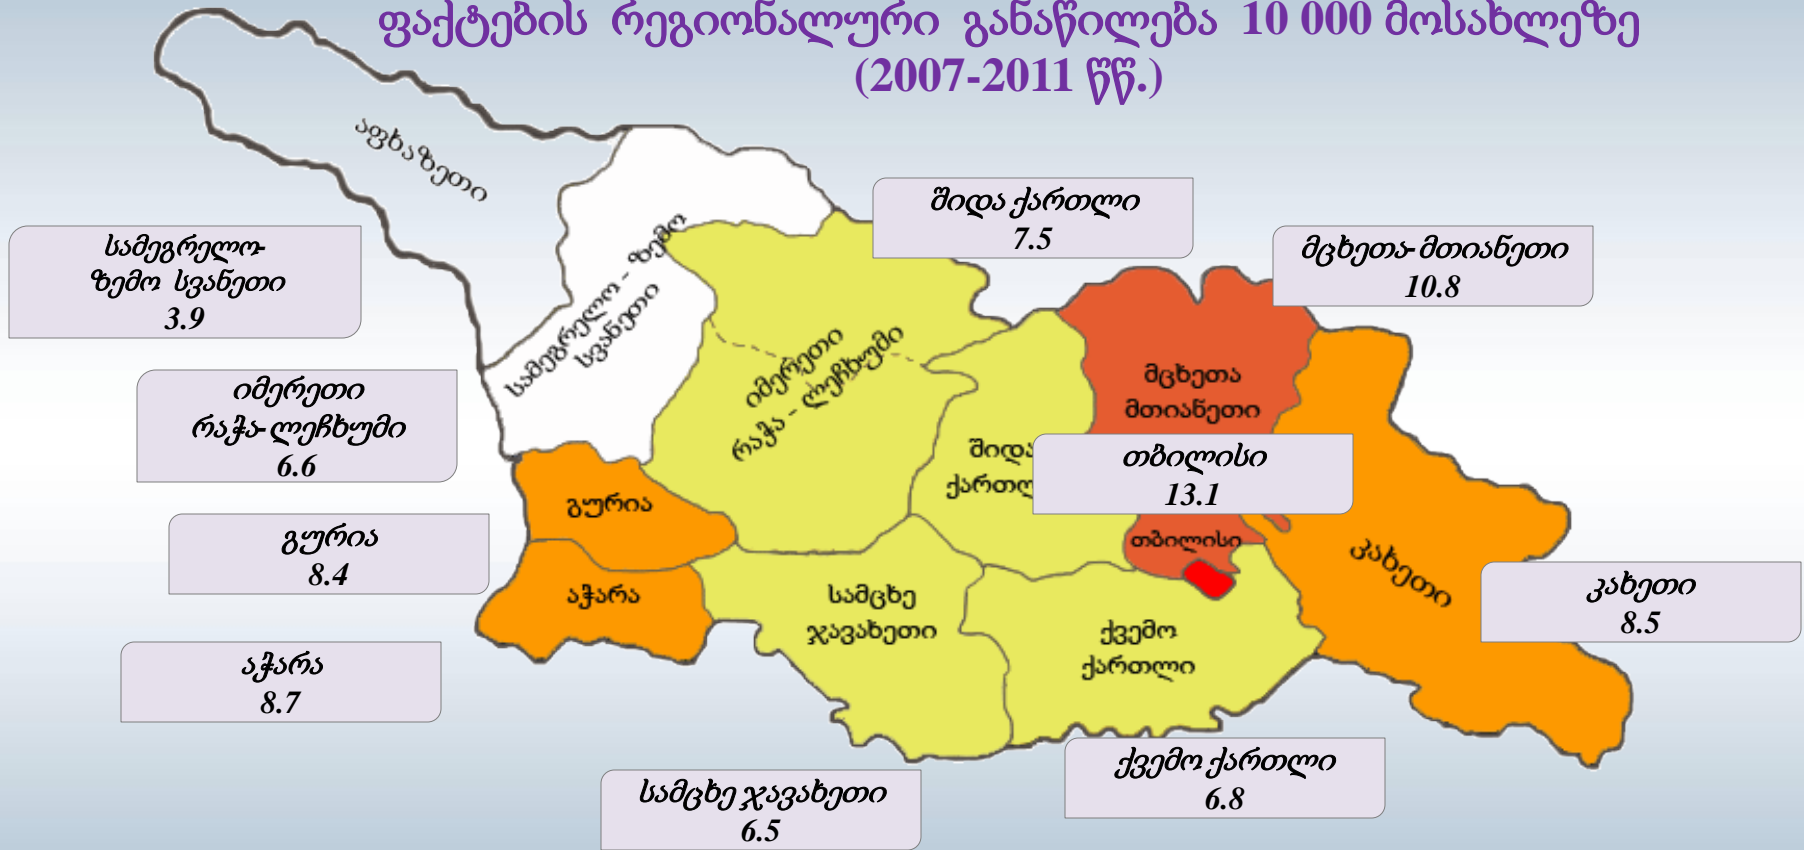 ფაქტების რეგიონალური განაწილება 10 000 მოსახლეზე
(2007-2011 წწ.)
აფხაზეთი
შიდა ქართლი
7.5
მცხეთა-მთიანეთი
10.8
სამეგრელო-
ზემო სვანეთი
3.9
სამეგრელო - ზემო
სვანეთი
იმერეთი
რაჭა - ლეჩხუმი
მცხეთა
მთიანეთი
იმერეთი
რაჭა-ლეჩხუმი
6.6
შიდა
ქართლ
თბილისი
13.1
გურია
თბილისი
გურია
8.4
კახეთი
კახეთი
8.5
აჭარა
სამცხე
ჯავახეთი
ქვემო
ქართლი
აჭარა
8.7
ქვემო ქართლი
6.8
სამცხე ჯავახეთი
6.5